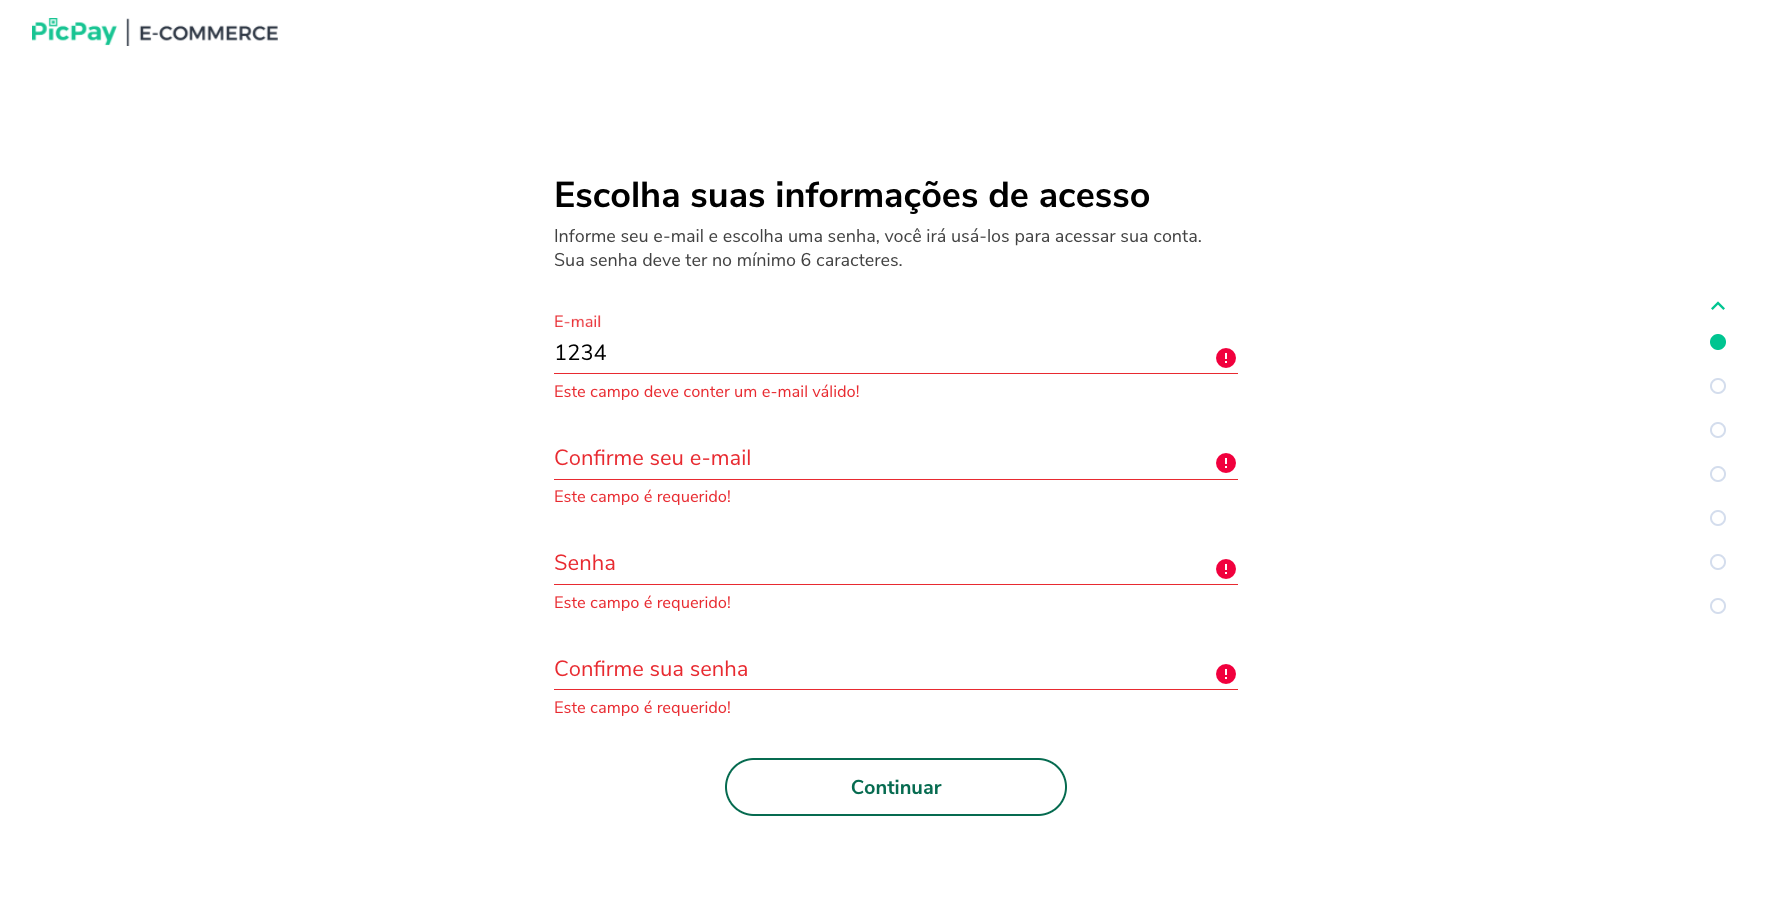 PicPay | E-COMMERCE
Escolha suas informações de acesso
Informe seu e-mail e escolha uma senha, você irá usá-los para acessar sua conta.
Sua senha deve ter no mínimo 6 caracteres.
E-mail
1234
Este campo deve conter um e-mail válido!
Confirme seu e-mail
Este campo é requerido!
Senha
Este campo é requerido!
Confirme sua senha
Este campo é requerido!
Continuar